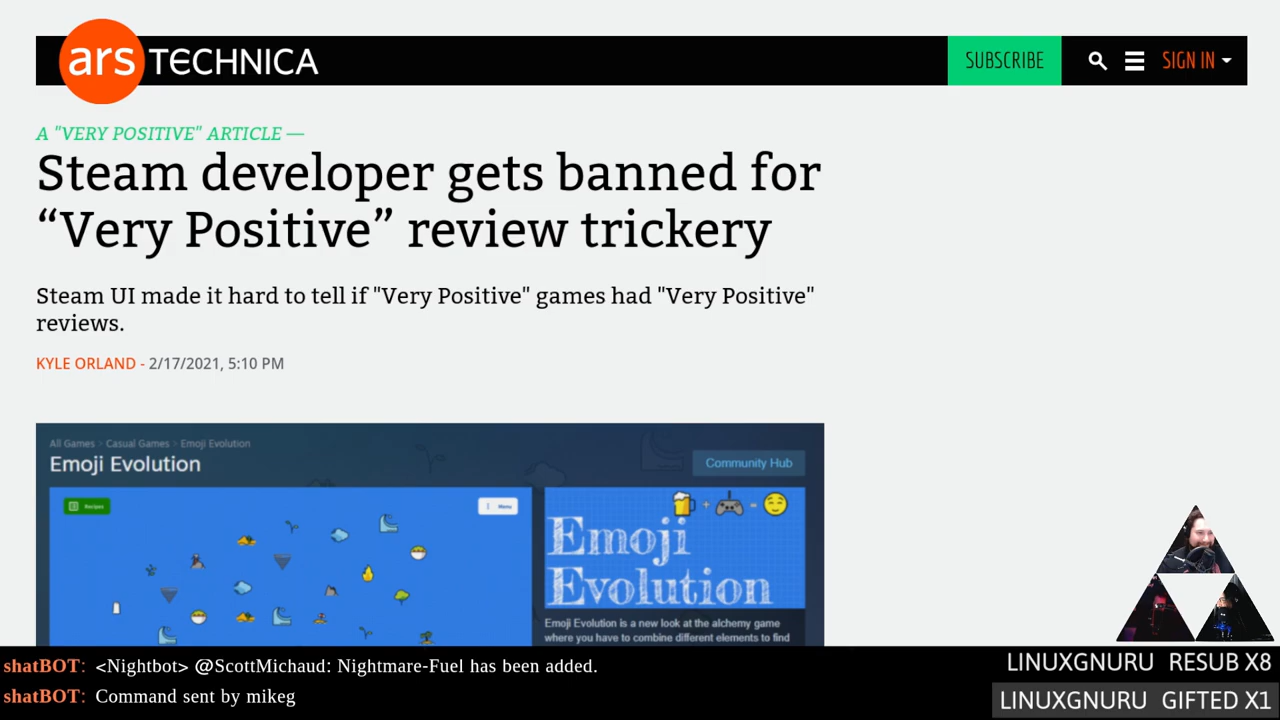 ars TECHNICA
SUBSCRIBE
SIGN IN
A "VERY POSITIVE" ARTICLE —
Steam developer gets banned for
“Very Positive” review trickery
Steam UI made it hard to tell if "Very Positive" games had "Very Positive"
reviews.
KYLE ORLAND - 2/17/2021, 5:10 PM
All Games > Casual Games > Emoji Evolution
Emoji Evolution
Community Hub
Recipes
Menu
Emoji
Evolution
Emoji Evolution is a new look at the alchemy game
where you have to combine different elements to find
shatBOT: <Nightbot> @ScottMichaud: Nightmare-Fuel has been added.
shatBOT: Command sent by mikeg
LINUXGNURU RESUB X8
LINUXGNURU GIFTED X1